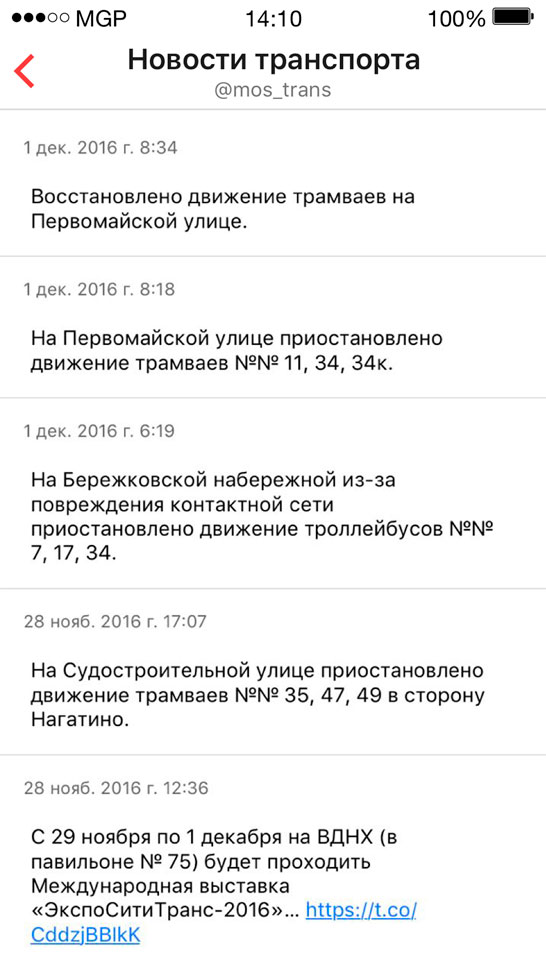 MGP 14:10 100%
Новости транспорта
@mos_trans
1 дек. 2016 г. 8:34
Восстановлено движение трамваев на
Первомайской улице.
1 дек. 2016 г. 8:18
На Первомайской улице приостановлено
движение трамваев №№ 11, 34, 34к.
1 дек. 2016 г. 6:19
На Бережковской набережной из-за
повреждения контактной сети
приостановлено движение троллейбусов №№
7, 17, 34.
28 нояб. 2016 г. 17:07
На Судостроительной улице приостановлено
движение трамваев №№ 35, 47, 49 в сторону
Нагатино.
28 нояб. 2016 г. 12:36
С 29 ноября по 1 декабря на ВДНХ (в
павильоне № 75) будет проходить
Международная выставка
«ЭкспоСитиТранс-2016»... https://t.co/
CddzjBBlkK